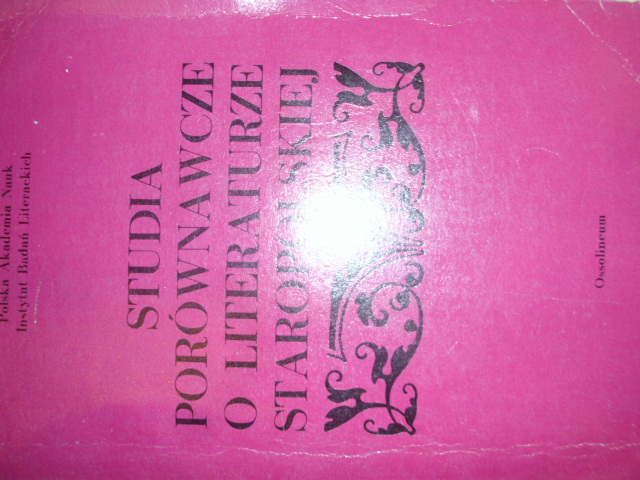 Polska Akademia Nauk
Instytut Badań Literackich
STUDIA
PORÓWNAWCZE
O LITERATURZE
STAROPOLSKIEJ
Ossolineum